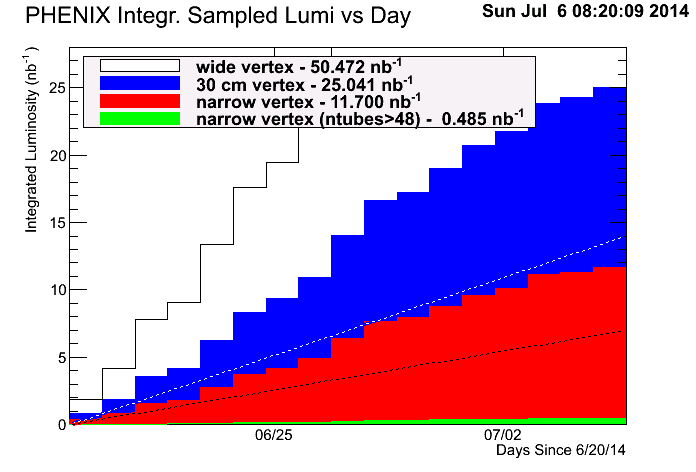 PHENIX Integr. Sampled Lumi vs Day
Sun Jul 6 08:20:09 2014
Integrated Luminosity (nb⁻¹)
wide vertex - 50.472 nb⁻¹
30 cm vertex - 25.041 nb⁻¹
narrow vertex - 11.700 nb⁻¹
narrow vertex (ntubes>48) - 0.485 nb⁻¹
25
20
15
10
5
0
06/25 07/02
Days Since 6/20/14